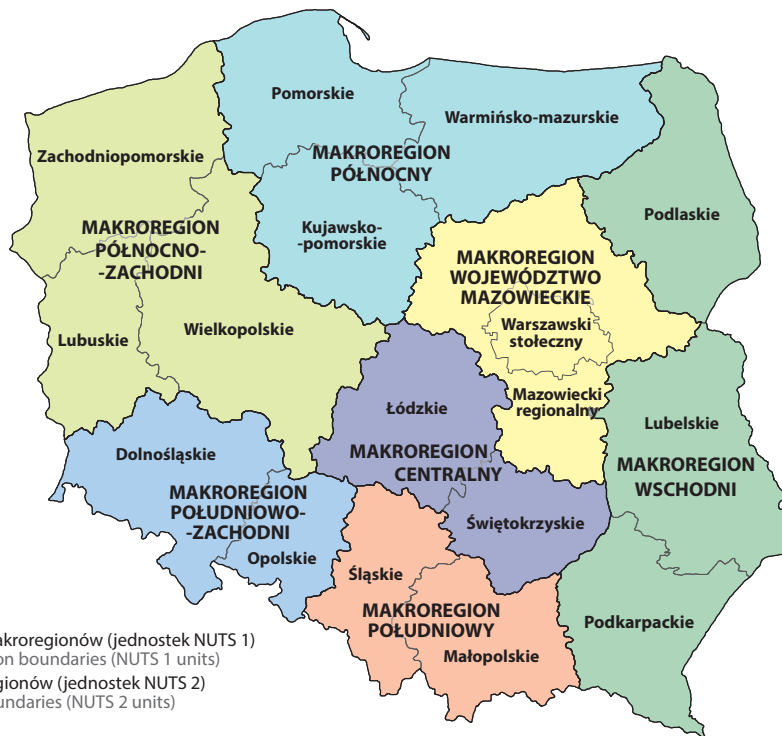 Pomorskie
Warmińsko-mazurskie
Zachodniopomorskie
MAKROREGION
PÓŁNOCNY
Podlaskie
MAKROREGION
PÓŁNOCNO-
-ZACHODNI
Kujawsko-
-pomorskie
MAKROREGION
WOJEWÓDZTWO
MAZOWIECKIE
Warszawski
stołeczny
Lubuskie
Wielkopolskie
Mazowiecki
regionalny
Łódzkie
Lubelskie
Dolnośląskie
MAKROREGION
CENTRALNY
MAKROREGION
WSCHODNI
MAKROREGION
POŁUDNIOWO-
-ZACHODNI
Świętokrzyskie
Opolskie
Śląskie
MAKROREGION
POŁUDNIOWY
Podkarpackie
Małopolskie
akroregionów (jednostek NUTS 1)
on boundaries (NUTS 1 units)
gionów (jednostek NUTS 2)
undaries (NUTS 2 units)